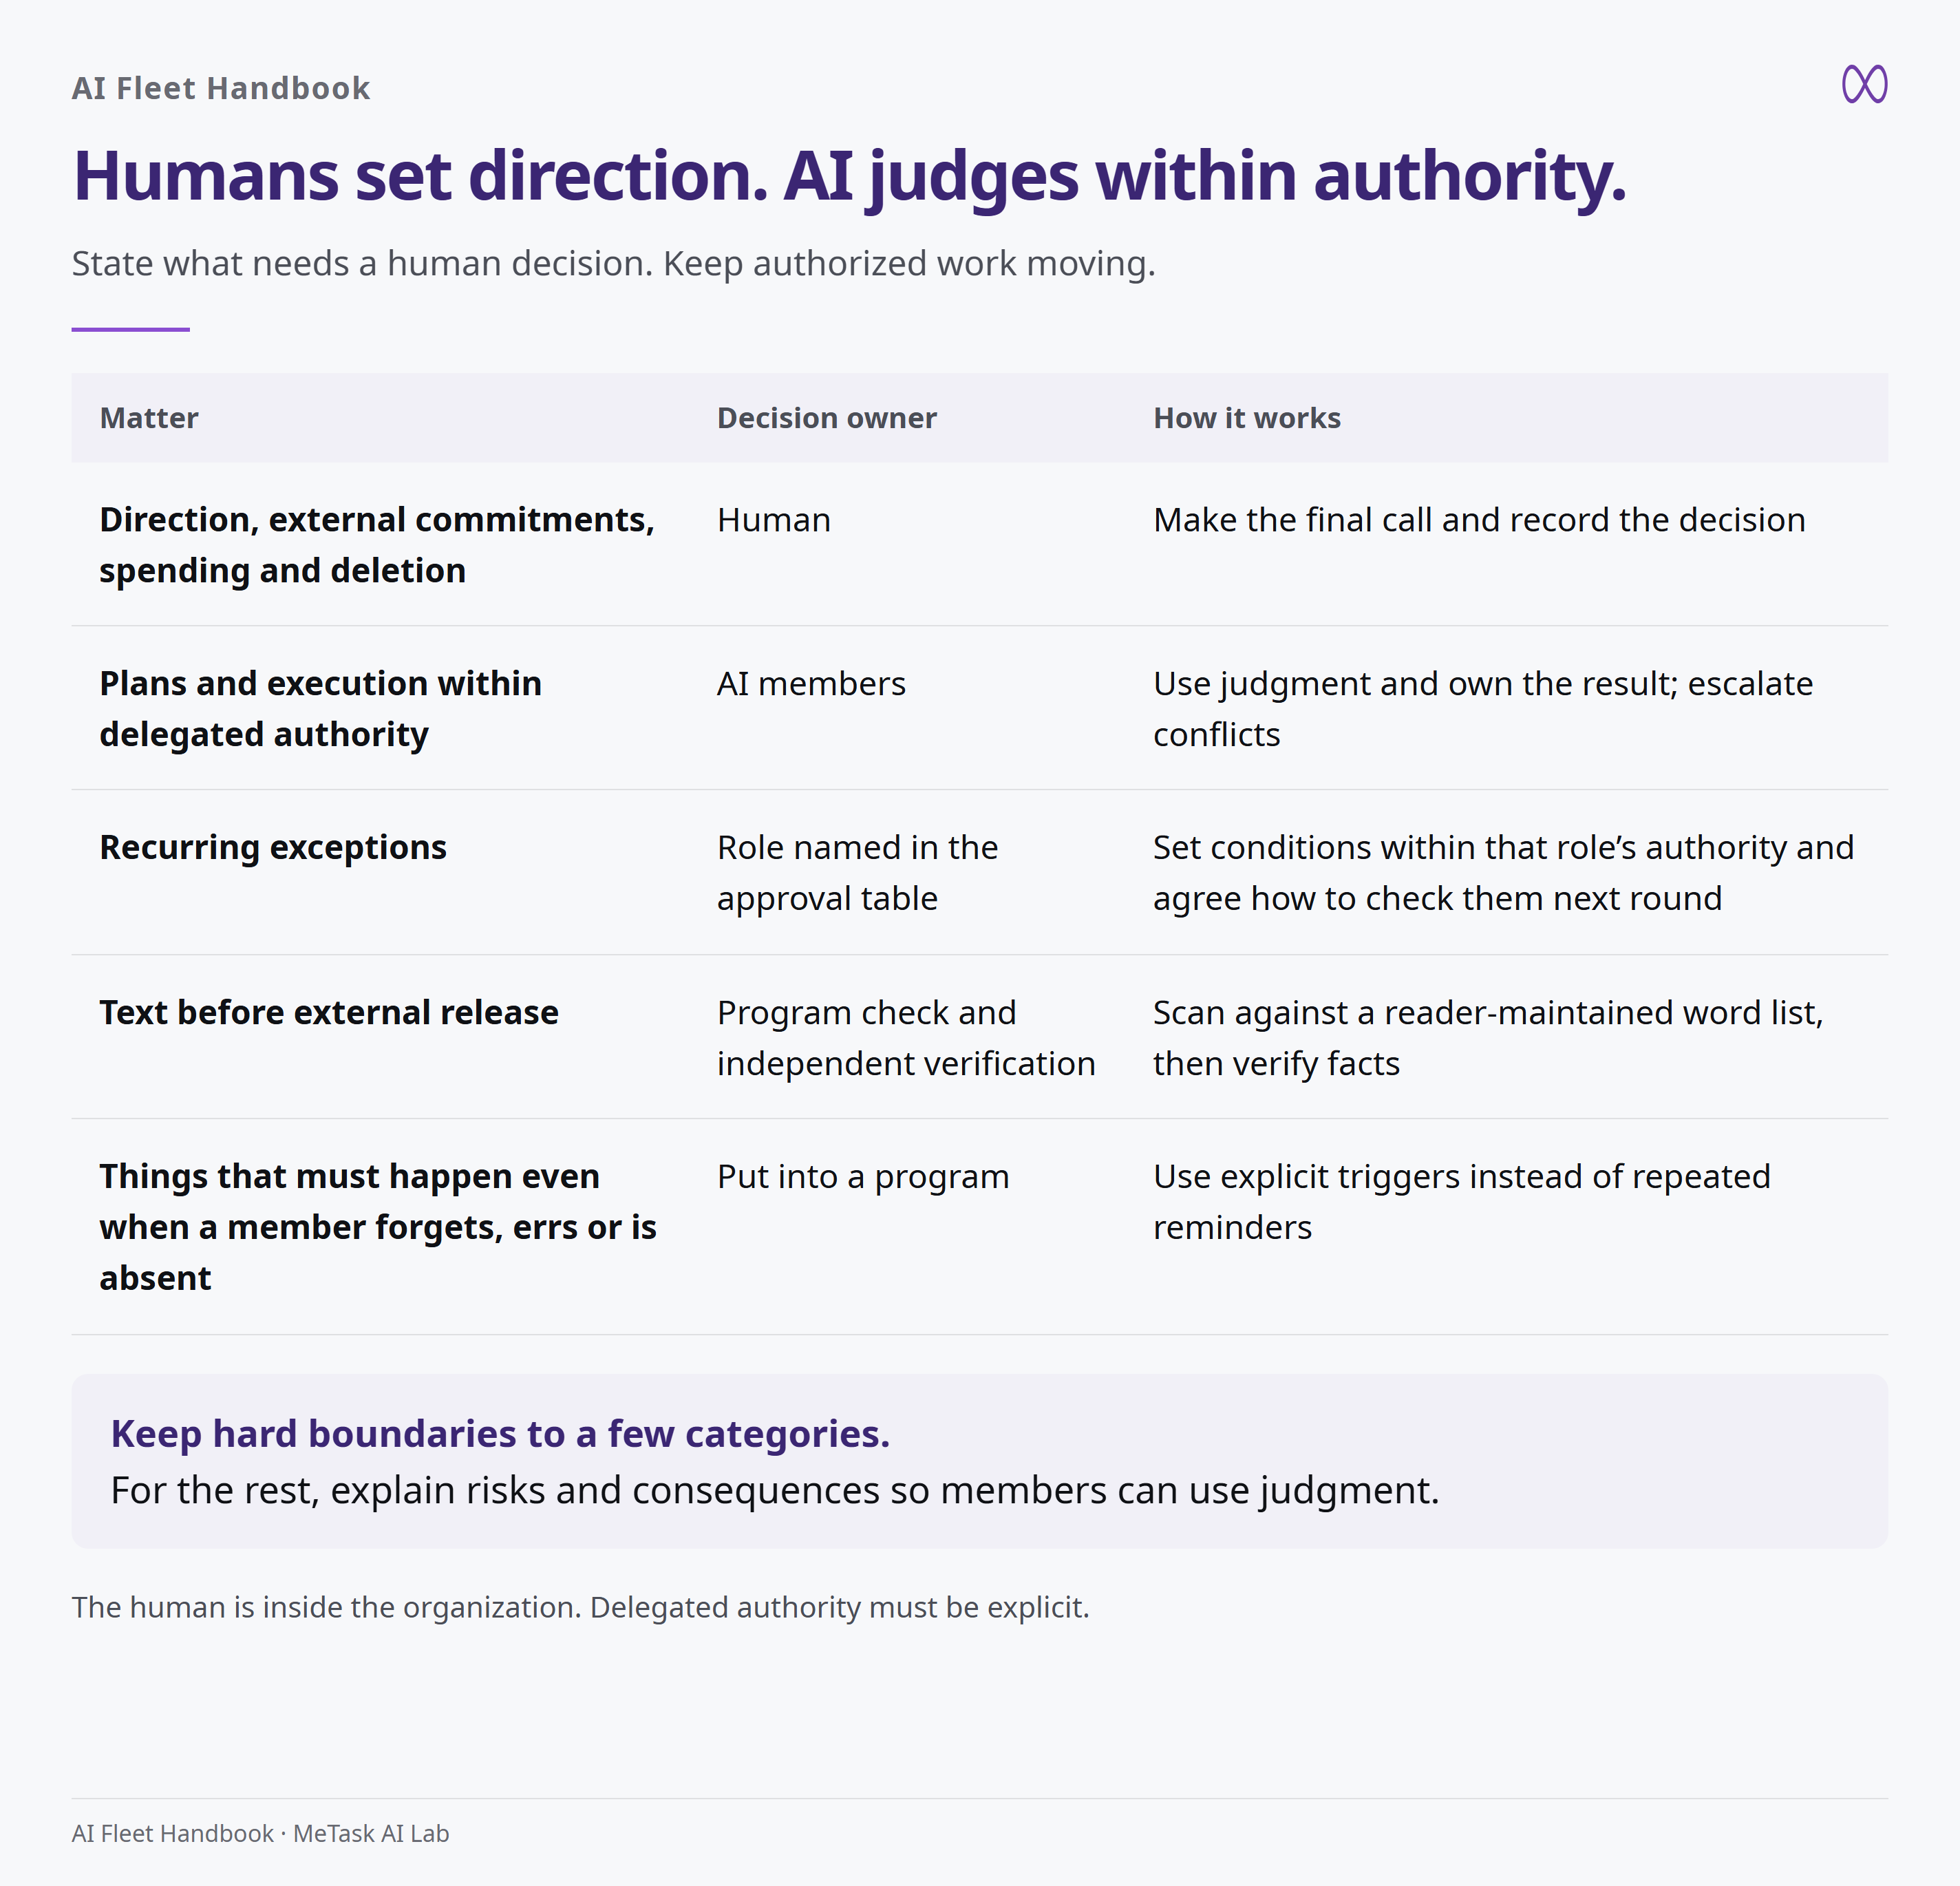 AI Fleet Handbook
Humans set direction. AI judges within authority.
State what needs a human decision. Keep authorized work moving.
Matter
Decision owner
How it works
Direction, external commitments,
spending and deletion
Human
Make the final call and record the decision
Plans and execution within
delegated authority
AI members
Use judgment and own the result; escalate
conflicts
Recurring exceptions
Role named in the
approval table
Set conditions within that role’s authority and
agree how to check them next round
Text before external release
Program check and
independent verification
Scan against a reader-maintained word list,
then verify facts
Things that must happen even
when a member forgets, errs or is
absent
Put into a program
Use explicit triggers instead of repeated
reminders
Keep hard boundaries to a few categories.
For the rest, explain risks and consequences so members can use judgment.
The human is inside the organization. Delegated authority must be explicit.
AI Fleet Handbook · MeTask AI Lab